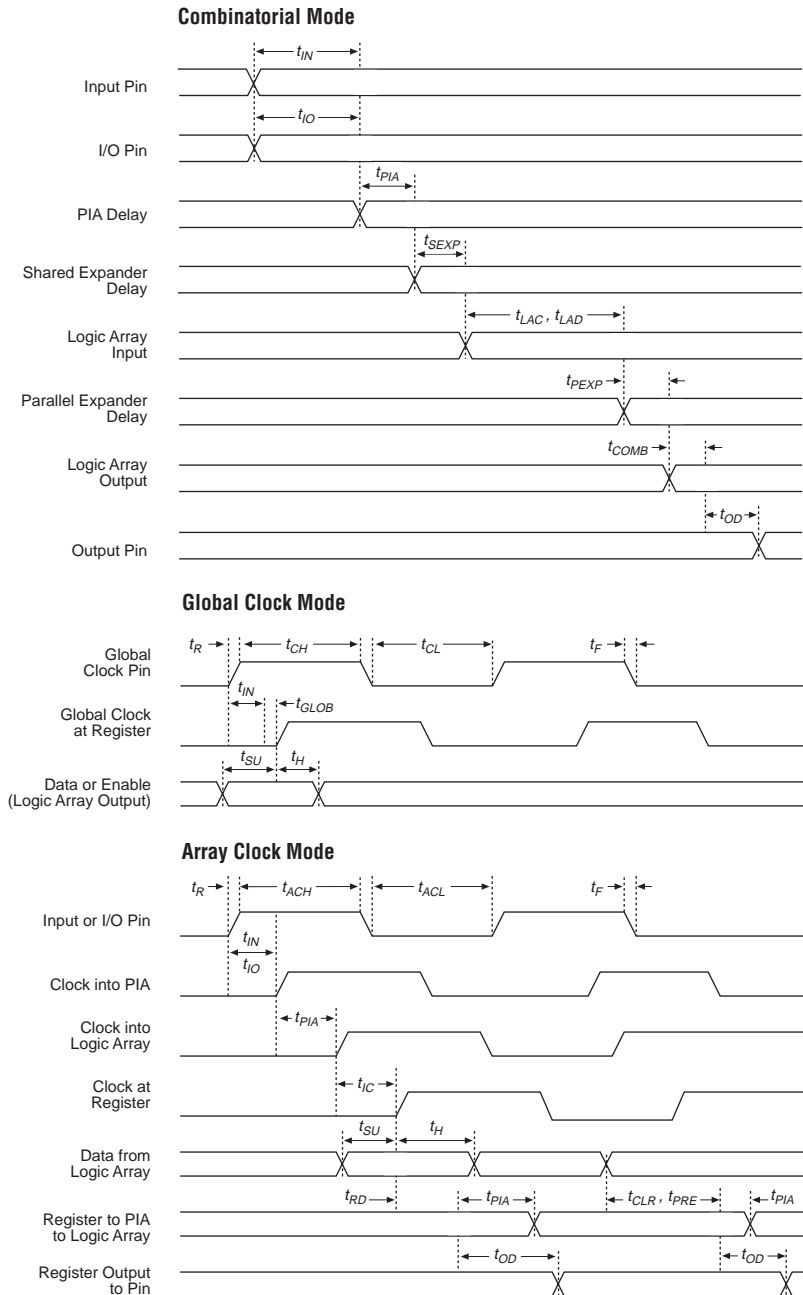 Combinatorial Mode
tIN
Input Pin
tIO
I/O Pin
tPIA
PIA Delay
tSEXP
Shared Expander
Delay
tLAC , tLAD
Logic Array
Input
tPEXP
Parallel Expander
Delay
tCOMB
Logic Array
Output
tOD
Output Pin
Global Clock Mode
tR tCH tCL tF
Global
Clock Pin
tIN tGLOB
Global Clock
at Register
tSU tH
Data or Enable
(Logic Array Output)
Array Clock Mode
tR tACH tACL tF
Input or I/O Pin
tIN
tIO
Clock into PIA
tPIA
Clock into
Logic Array
tIC
Clock at
Register
tSU tH
Data from
Logic Array
tRD tPIA tCLR , tPRE tPIA
Register to PIA
to Logic Array
tOD tOD
Register Output
to Pin